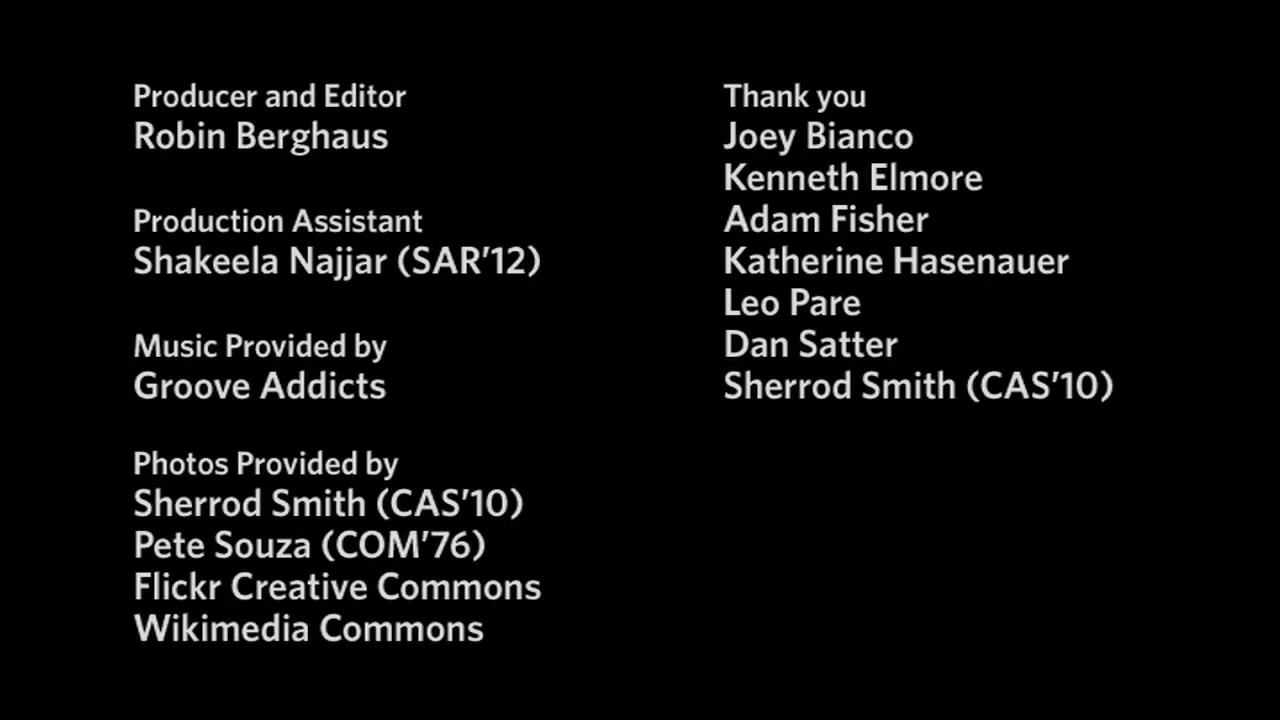 Producer and Editor
Robin Berghaus
Production Assistant
Shakeela Najjar (SAR'12)
Music Provided by
Groove Addicts
Photos Provided by
Sherrod Smith (CAS'10)
Pete Souza (COM'76)
Flickr Creative Commons
Wikimedia Commons
Thank you
Joey Bianco
Kenneth Elmore
Adam Fisher
Katherine Hasenauer
Leo Pare
Dan Satter
Sherrod Smith (CAS'10)